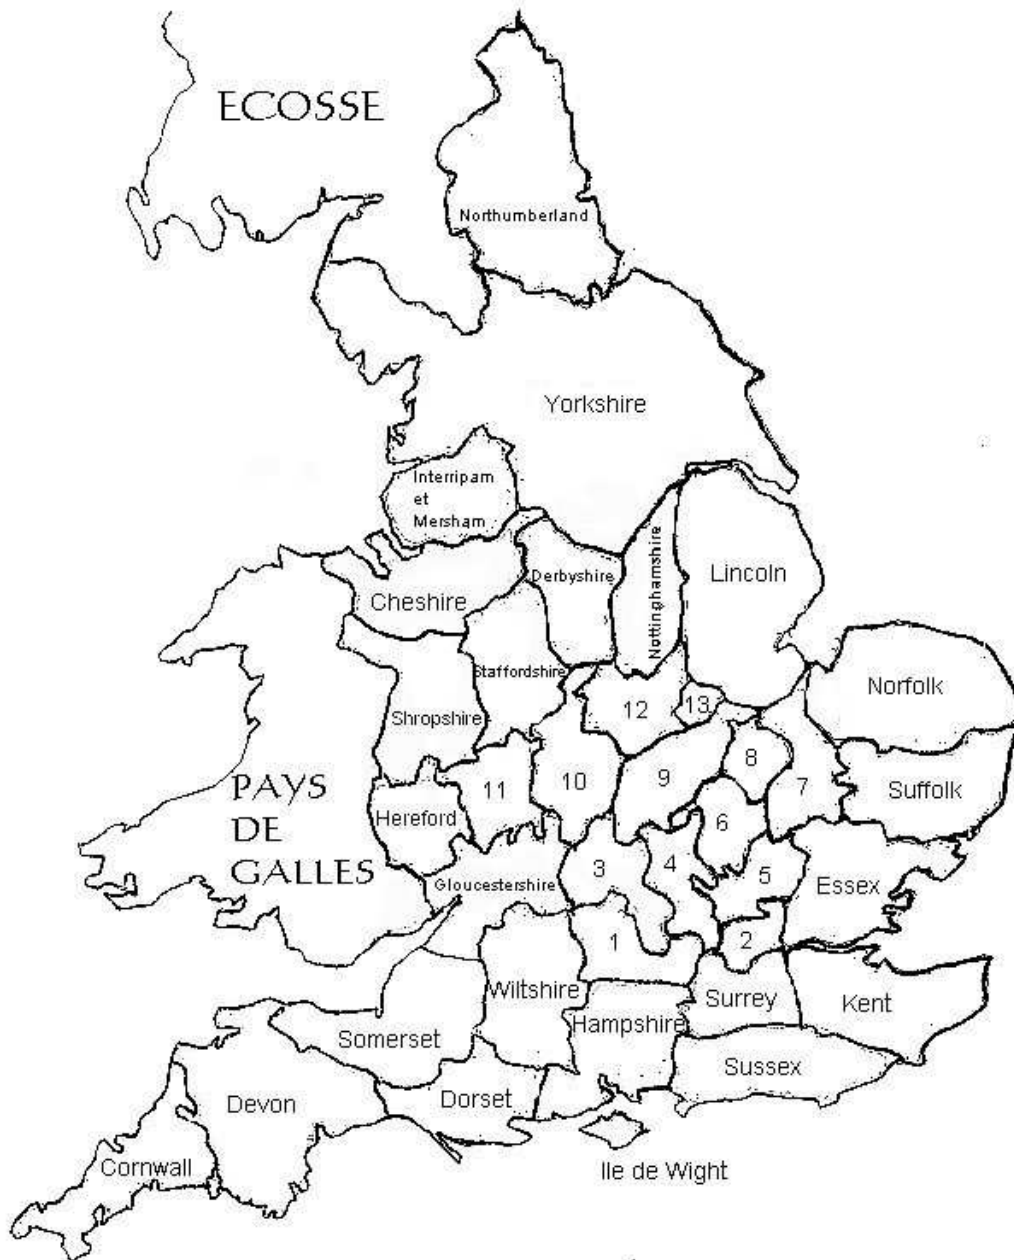 ECOSSE
Northumberland
Yorkshire
Interripam
et
Mersham
Cheshire
Derbyshire
Nottinghamshire
Lincoln
Staffordshire
Norfolk
Shropshire
12
13
8
9
10
11
7
Suffolk
PAYS
DE
GALLES
Hereford
6
3
4
5
Essex
Gloucestershire
1
2
Wiltshire
Surrey
Kent
Hampshire
Somerset
Sussex
Devon
Dorset
Cornwall
Ile de Wight